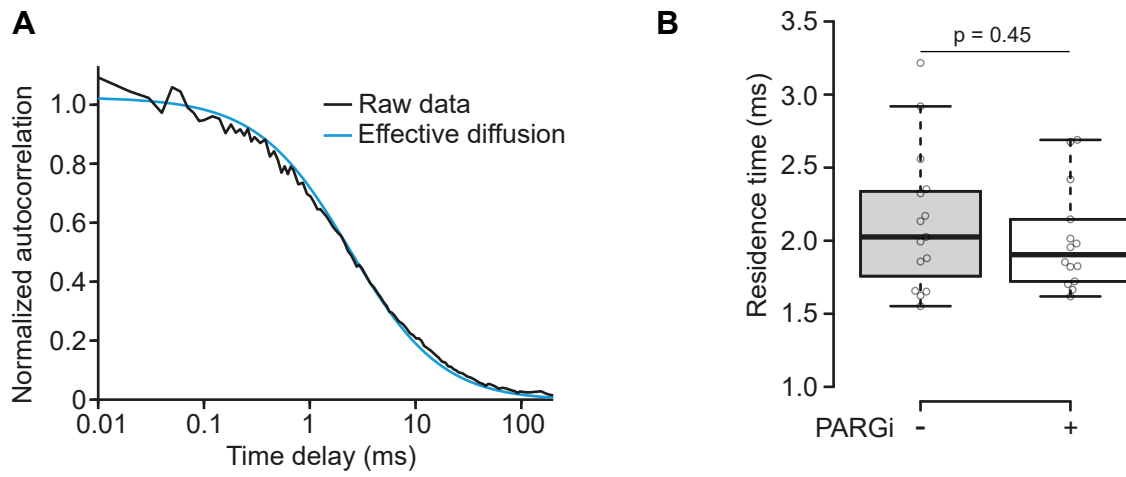 A
Normalized autocorrelation
1.0
0.8
0.6
0.4
0.2
0
0.01
0.1
1
10
100
Time delay (ms)
Raw data
Effective diffusion
B
Residence time (ms)
3.5
3.0
2.5
2.0
1.5
1.0
p = 0.45
PARGi - +